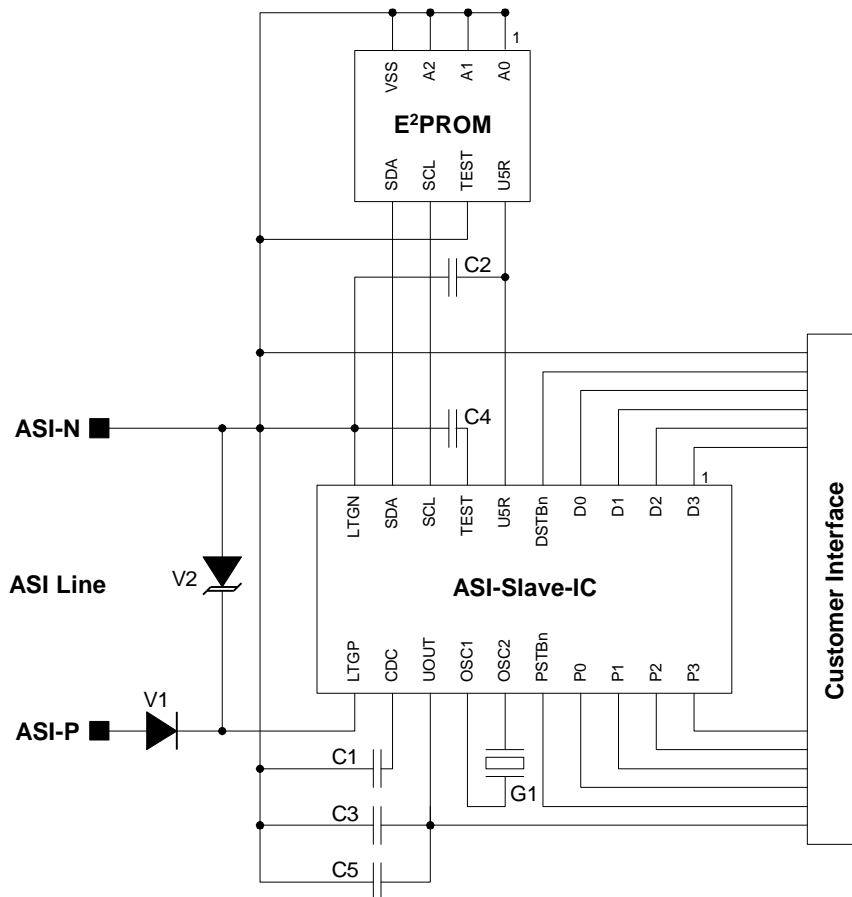 1
VSS
A2
A1
A0
E²PROM
SDA
SCL
TEST
U5R
C2
ASI-N
C4
1
LTGN
SDA
SCL
TEST
U5R
DSTBn
D0
D1
D2
D3
ASI Line
V2
ASI-Slave-IC
Customer Interface
LTGP
CDC
UOUT
OSC1
OSC2
PSTBn
P0
P1
P2
P3
V1
ASI-P
C1
G1
C3
C5